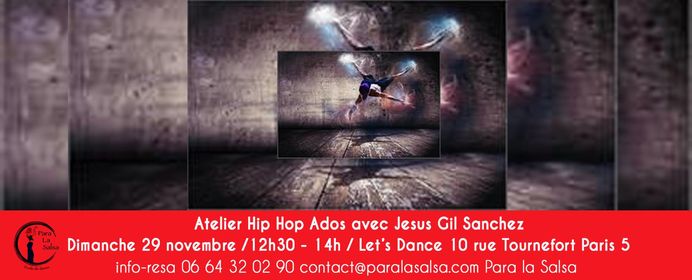 Atelier Hip Hop Ados avec Jesus Gil Sanchez
Para
La
Salsa
Dimanche 29 novembre /12h30 - 14h / Let's Dance 10 rue Tournefort Paris 5
info-resa 06 64 32 02 90 contact@paralasalsa.com Para la Salsa